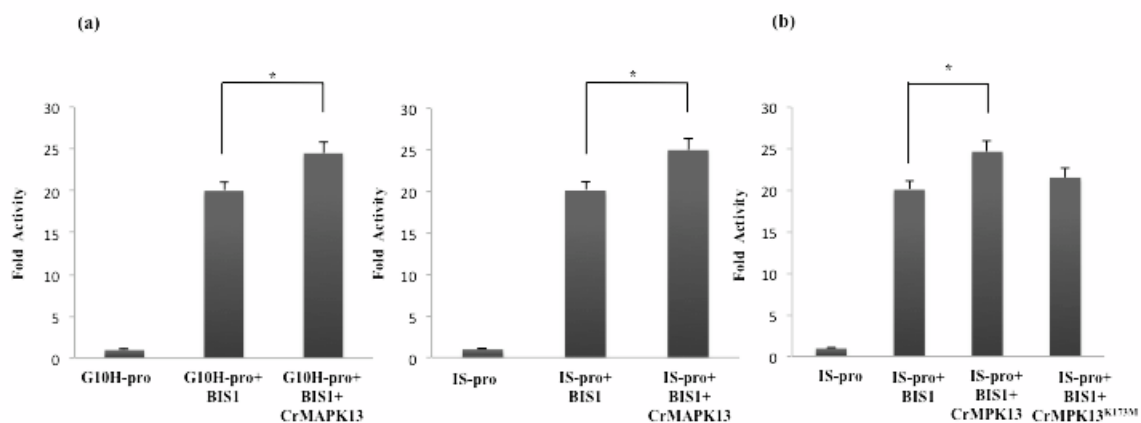 (a)
*
30
25
20
15
10
5
0
Fold Activity
G10H-pro
G10H-pro+
BIS1
G10H-pro+
BIS1+
CrMAPK13
*
30
25
20
15
10
5
0
Fold Activity
IS-pro
IS-pro+
BIS1
IS-pro+
BIS1+
CrMAPK13
(b)
*
30
25
20
15
10
5
0
Fold Activity
IS-pro
IS-pro+
BIS1
IS-pro+
BIS1+
CrMPK13
IS-pro+
BIS1+
CrMPK13K173M